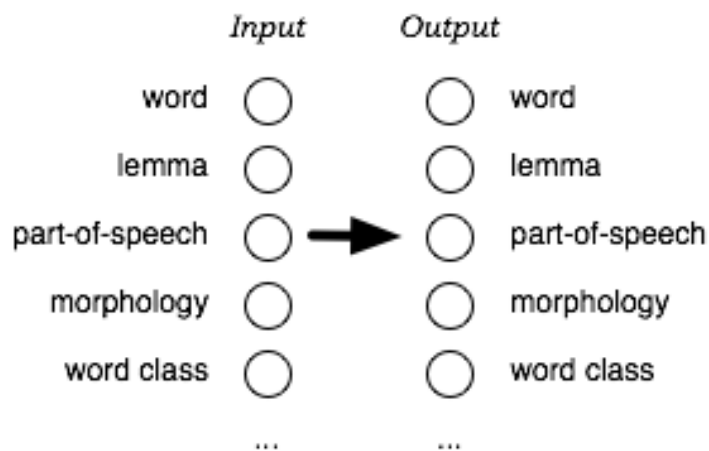 Input Output
word word
lemma lemma
part-of-speech part-of-speech
morphology morphology
word class word class
... ...